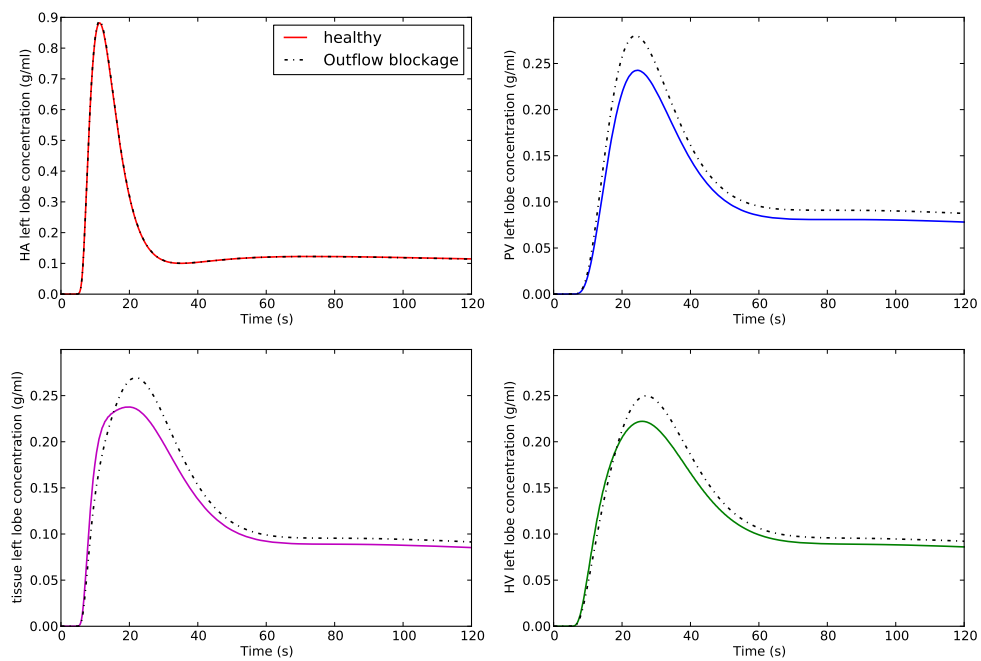 HA left lobe concentration (g/ml)
0.9
0.8
0.7
0.6
0.5
0.4
0.3
0.2
0.1
0.0
healthy
Outflow blockage
0 20 40 60 80 100 120
Time (s)
PV left lobe concentration (g/ml)
0.25
0.20
0.15
0.10
0.05
0.00
0 20 40 60 80 100 120
Time (s)
tissue left lobe concentration (g/ml)
0.25
0.20
0.15
0.10
0.05
0.00
0 20 40 60 80 100 120
Time (s)
HV left lobe concentration (g/ml)
0.25
0.20
0.15
0.10
0.05
0.00
0 20 40 60 80 100 120
Time (s)